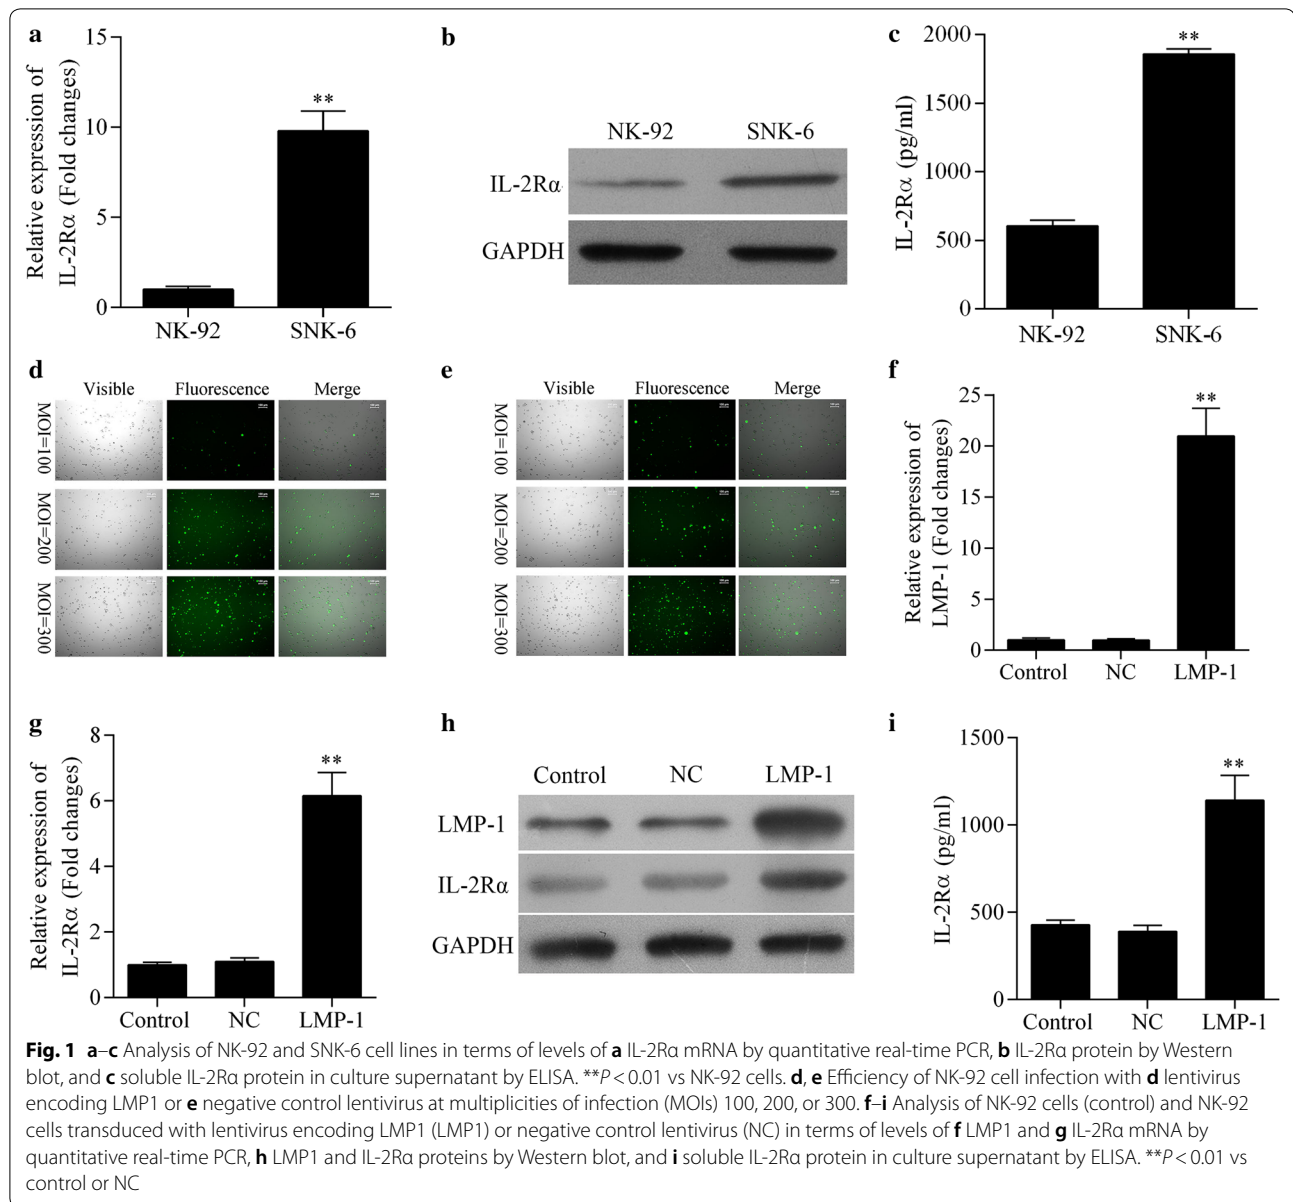 a
15
10
5
0
Relative expression of
IL-2Rα (Fold changes)
**
NK-92 SNK-6
b
NK-92 SNK-6
IL-2Rα
GAPDH
c
2000
1500
1000
500
0
IL-2Rα (pg/ml)
**
NK-92 SNK-6
d
Visible Fluorescence Merge
MOI=100
MOI=200
MOI=300
e
Visible Fluorescence Merge
MOI=100
MOI=200
MOI=300
f
25
20
15
10
5
0
Relative expression of
LMP-1 (Fold changes)
**
Control NC LMP-1
g
8
6
4
2
0
Relative expression of
IL-2Rα (Fold changes)
**
Control NC LMP-1
h
Control NC LMP-1
LMP-1
IL-2Rα
GAPDH
i
1500
1000
500
0
IL-2Rα (pg/ml)
**
Control NC LMP-1
Fig. 1 a–c Analysis of NK-92 and SNK-6 cell lines in terms of levels of a IL-2Rα mRNA by quantitative real-time PCR, b IL-2Rα protein by Western
blot, and c soluble IL-2Rα protein in culture supernatant by ELISA. **P < 0.01 vs NK-92 cells. d, e Efficiency of NK-92 cell infection with d lentivirus
encoding LMP1 or e negative control lentivirus at multiplicities of infection (MOIs) 100, 200, or 300. f–i Analysis of NK-92 cells (control) and NK-92
cells transduced with lentivirus encoding LMP1 (LMP1) or negative control lentivirus (NC) in terms of levels of f LMP1 and g IL-2Rα mRNA by
quantitative real-time PCR, h LMP1 and IL-2Rα proteins by Western blot, and i soluble IL-2Rα protein in culture supernatant by ELISA. **P < 0.01 vs
control or NC